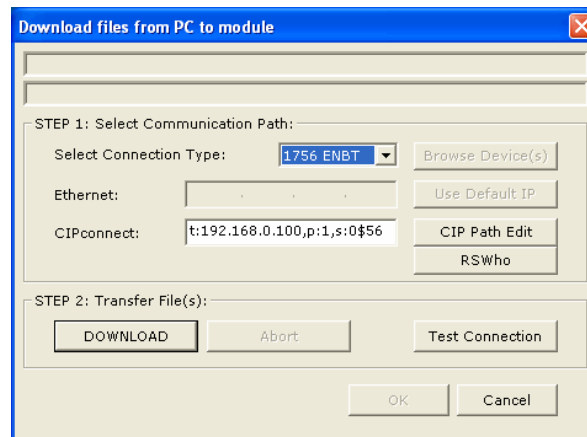 Download files from PC to module
STEP 1: Select Communication Path:
Select Connection Type: 1756 ENBT Browse Device(s)
Ethernet: . . . Use Default IP
CIPconnect: t:192.168.0.100,p:1,s:0$56 CIP Path Edit
RSWho
STEP 2: Transfer File(s):
DOWNLOAD Abort Test Connection
OK Cancel